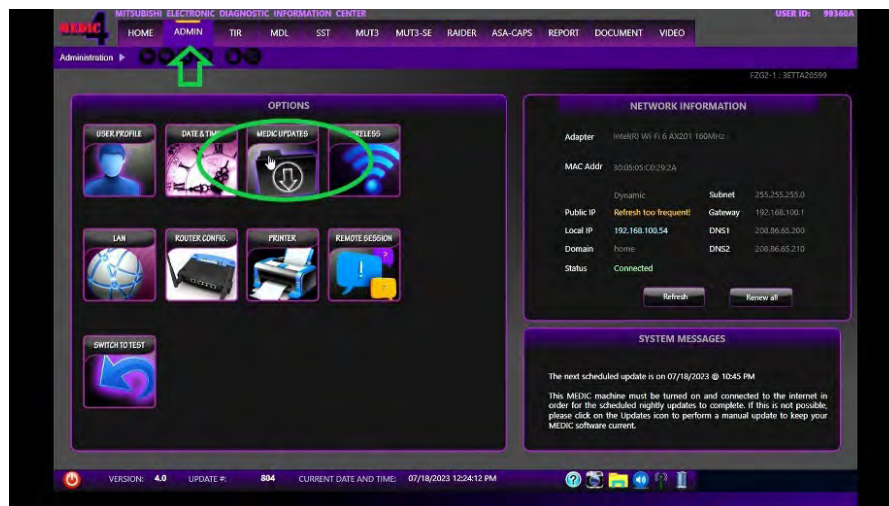 MITSUBISHI ELECTRONIC DIAGNOSTIC INFORMATION CENTER
USER ID: 99360A
MEDIC 4
HOME ADMIN TIR MDL SST MUT3 MUT3-SE RAIDER ASA-CAPS REPORT DOCUMENT VIDEO
Administration
FZG2-1 : 3ETTA20599
OPTIONS
USER PROFILE
DATE & TIME
MEDIC UPDATES
WIRELESS
LAN
ROUTER CONFIG.
PRINTER
REMOTE SESSION
SWITCH TO TEST
NETWORK INFORMATION
Adapter Intel(R) Wi-Fi 6 AX201 160MHz
MAC Addr 30:05:05:C0:29:2A
Dynamic Subnet 255.255.255.0
Public IP Refresh too frequent! Gateway 192.168.100.1
Local IP 192.168.100.54 DNS1 200.86.65.200
Domain home DNS2 208.86.65.210
Status Connected
Refresh Renew all
SYSTEM MESSAGES
The next scheduled update is on 07/18/2023 @ 10:45 PM
This MEDIC machine must be turned on and connected to the internet in
order for the scheduled nightly updates to complete. If this is not possible,
please click on the Updates icon to perform a manual update to keep your
MEDIC software current.
VERSION: 4.0 UPDATE #: 804 CURRENT DATE AND TIME: 07/18/2023 12:24:12 PM